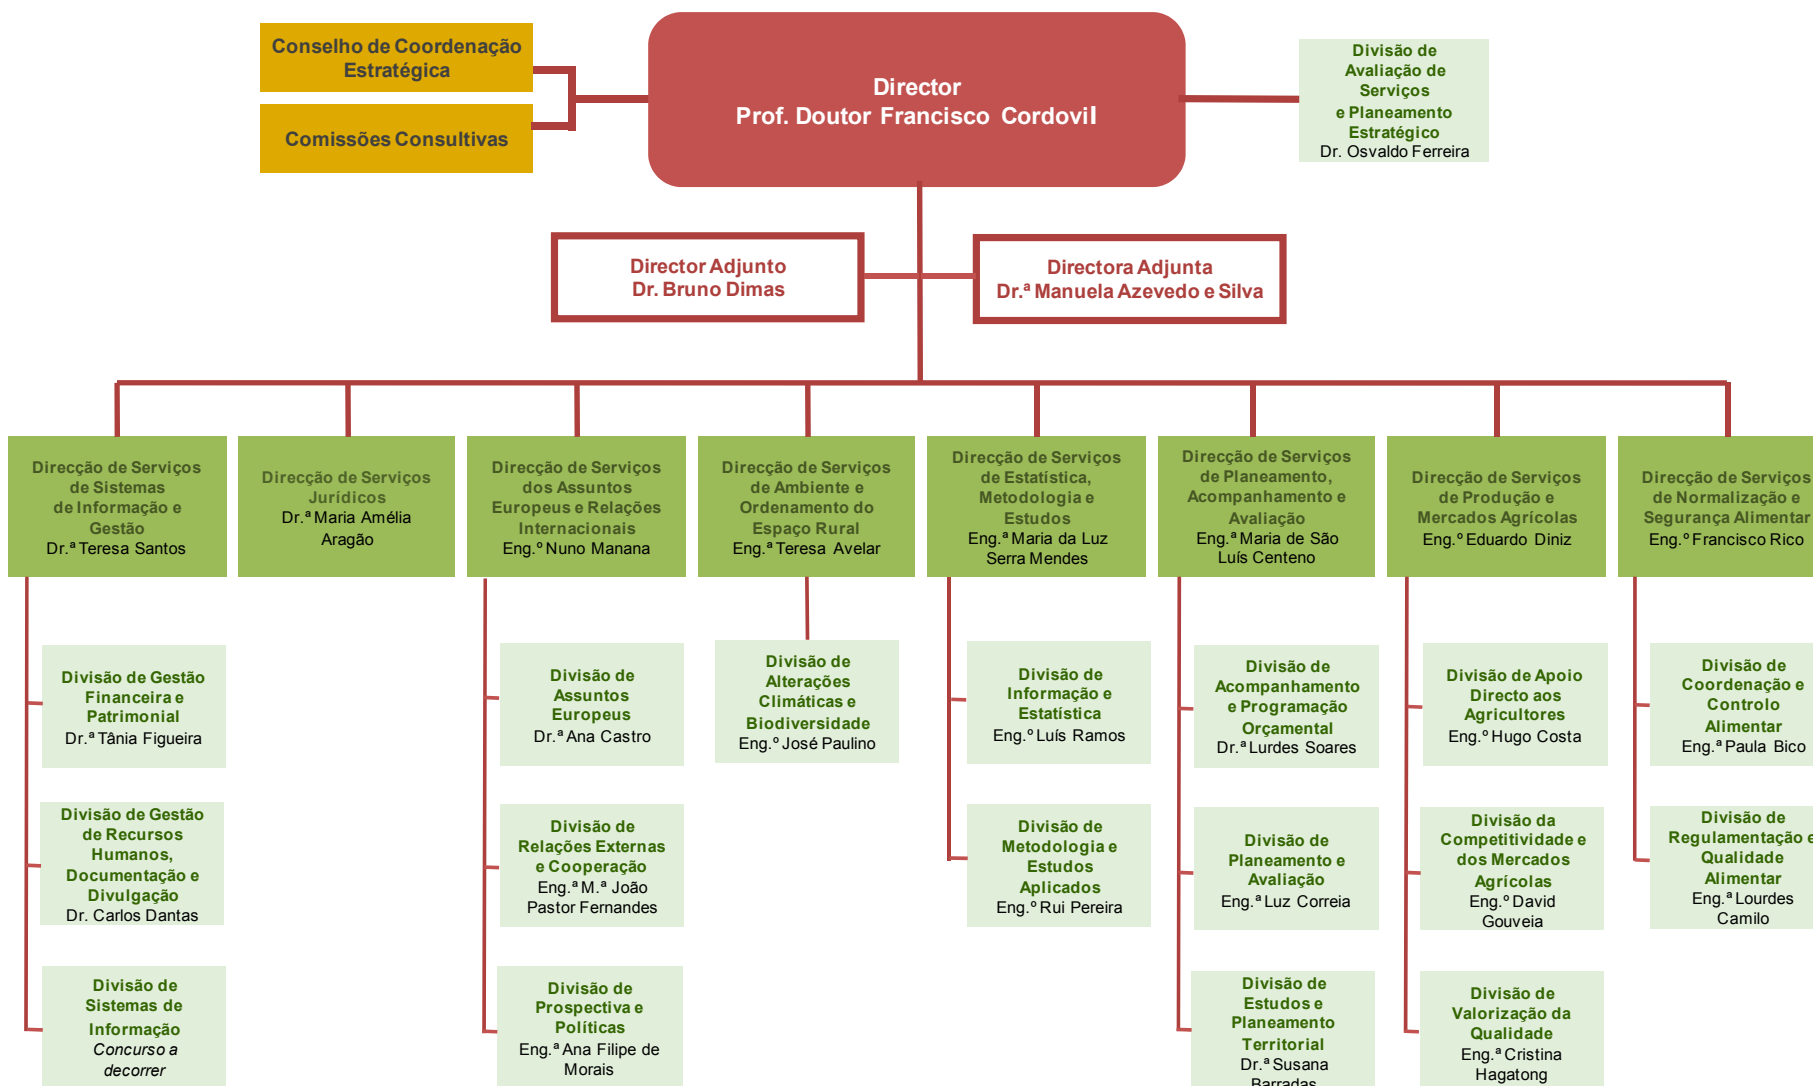 Conselho de Coordenação
Estratégica
Comissões Consultivas
Director
Prof. Doutor Francisco Cordovil
Divisão de
Avaliação de
Serviços
e Planeamento
Estratégico
Dr. Osvaldo Ferreira
Director Adjunto
Dr. Bruno Dimas
Directora Adjunta
Dr.ª Manuela Azevedo e Silva
Direcção de Serviços
de Sistemas
de Informação e
Gestão
Dr.ª Teresa Santos
Direcção de Serviços
Jurídicos
Dr.ª Maria Amélia
Aragão
Direcção de Serviços
dos Assuntos
Europeus e Relações
Internacionais
Eng.º Nuno Manana
Direcção de Serviços
de Ambiente e
Ordenamento do
Espaço Rural
Eng.ª Teresa Avelar
Direcção de Serviços
de Estatística,
Metodologia e
Estudos
Eng.ª Maria da Luz
Serra Mendes
Direcção de Serviços
de Planeamento,
Acompanhamento e
Avaliação
Eng.ª Maria de São
Luís Centeno
Direcção de Serviços
de Produção e
Mercados Agrícolas
Eng.º Eduardo Diniz
Direcção de Serviços
de Normalização e
Segurança Alimentar
Eng.º Francisco Rico
Divisão de Gestão
Financeira e
Patrimonial
Dr.ª Tânia Figueira
Divisão de
Assuntos
Europeus
Dr.ª Ana Castro
Divisão de
Alterações
Climáticas e
Biodiversidade
Eng.º José Paulino
Divisão de
Informação e
Estatística
Eng.º Luís Ramos
Divisão de
Acompanhamento
e Programação
Orçamental
Dr.ª Lurdes Soares
Divisão de Apoio
Directo aos
Agricultores
Eng.º Hugo Costa
Divisão de
Coordenação e
Controlo
Alimentar
Eng.ª Paula Bico
Divisão de Gestão
de Recursos
Humanos,
Documentação e
Divulgação
Dr. Carlos Dantas
Divisão de
Relações Externas
e Cooperação
Eng.ª M.ª João
Pastor Fernandes
Divisão de
Metodologia e
Estudos
Aplicados
Eng.º Rui Pereira
Divisão de
Planeamento e
Avaliação
Eng.ª Luz Correia
Divisão da
Competitividade e
dos Mercados
Agrícolas
Eng.º David
Gouveia
Divisão de
Regulamentação e
Qualidade
Alimentar
Eng.ª Lourdes
Camilo
Divisão de
Sistemas de
Informação
Concurso a
decorrer
Divisão de
Prospectiva e
Políticas
Eng.ª Ana Filipe de
Morais
Divisão de
Estudos e
Planeamento
Territorial
Dr.ª Susana
Barradas
Divisão de
Valorização da
Qualidade
Eng.ª Cristina
Hagatong